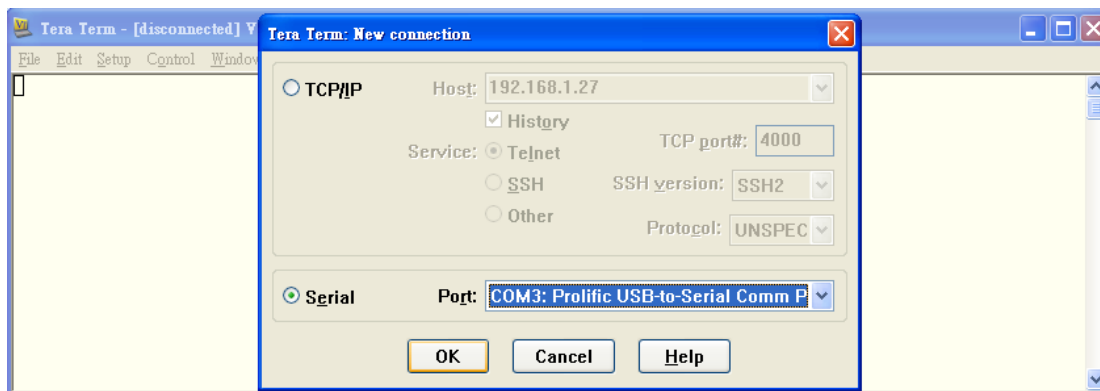 Tera Term - [disconnected] V
Tera Term: New connection
File Edit Setup Control Window
TCP/IP Host: 192.168.1.27
History
Service: Telnet TCP port#: 4000
SSH SSH version: SSH2
Other Protocol: UNSPEC
Serial Port: COM3: Prolific USB-to-Serial Comm P
OK Cancel Help